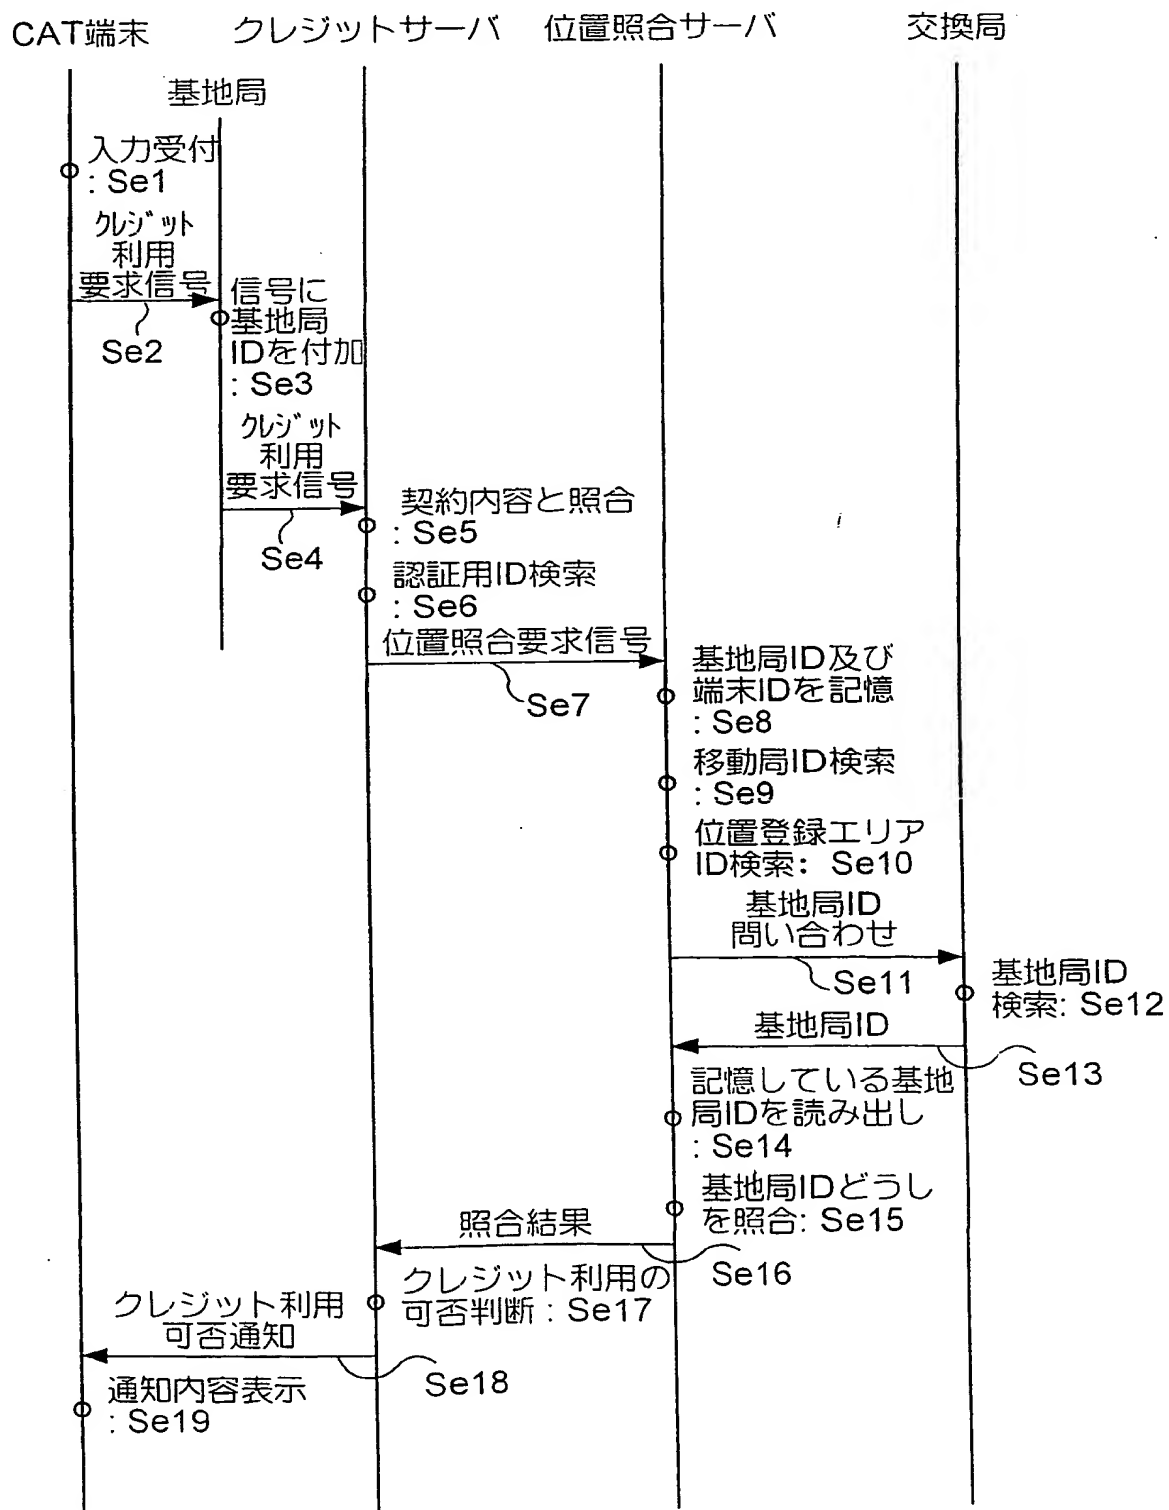 CAT端末
クレジットサーバ
位置照合サーバ
交換局
基地局
入力受付
: Se1
クレジット
利用
要求信号
Se2
信号に
基地局
IDを付加
: Se3
クレジット
利用
要求信号
Se4
契約内容と照合
: Se5
認証用ID検索
: Se6
位置照合要求信号
Se7
基地局ID及び
端末IDを記憶
: Se8
移動局ID検索
: Se9
位置登録エリア
ID検索: Se10
基地局ID
問い合わせ
Se11
基地局ID
検索: Se12
基地局ID
Se13
記憶している基地
局IDを読み出し
: Se14
基地局IDどうし
を照合: Se15
照合結果
Se16
クレジット利用の
可否判断: Se17
クレジット利用
可否通知
Se18
通知内容表示
: Se19